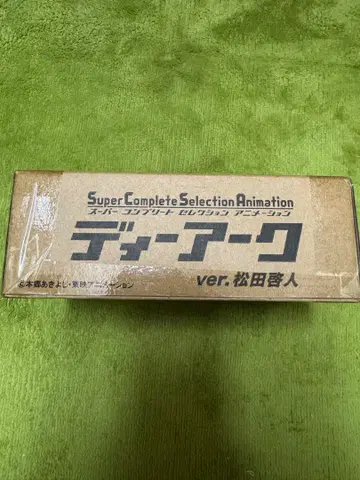 Super Complete Selection Animation
スーパー コンプリート セレクション アニメーション
ディーアーク
ver.松田啓人
©本郷あきよし・東映アニメーション